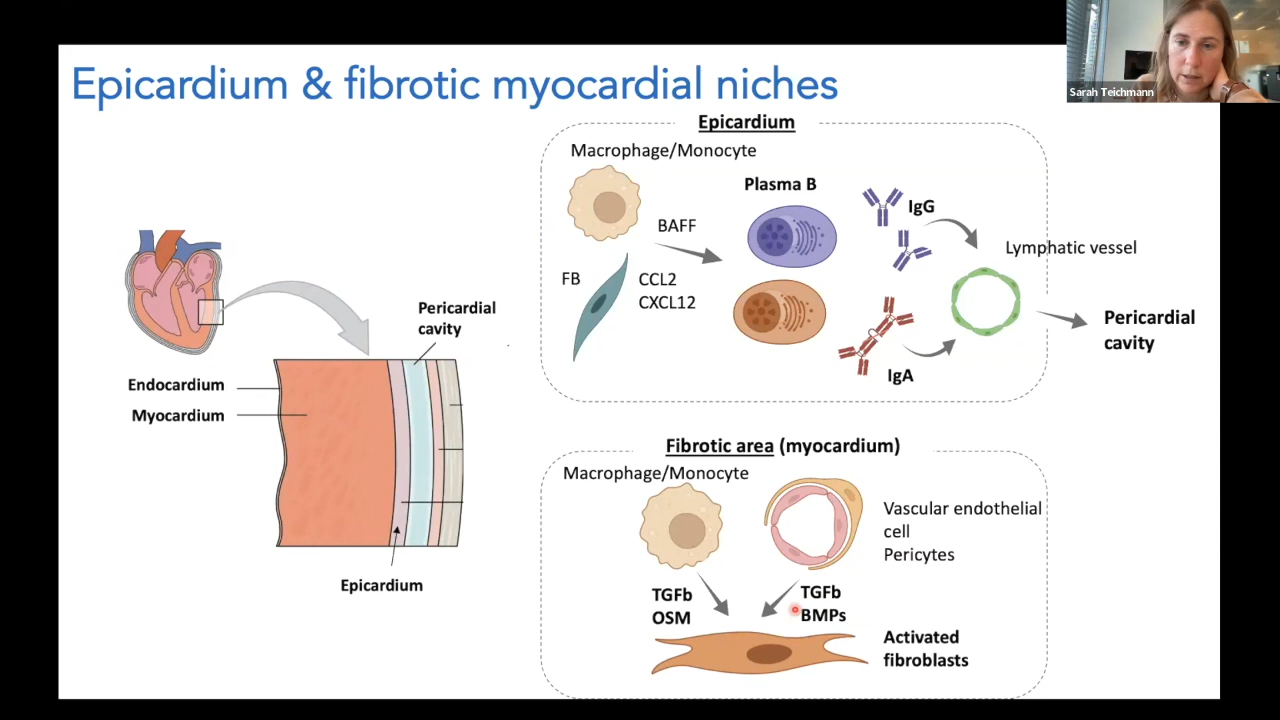 Epicardium & fibrotic myocardial niches
Sarah Teichmann
Pericardial
cavity
Endocardium
Myocardium
Epicardium
Epicardium
Macrophage/Monocyte
Plasma B
BAFF
FB
CCL2
CXCL12
IgG
IgA
Lymphatic vessel
Pericardial
cavity
Fibrotic area (myocardium)
Macrophage/Monocyte
Vascular endothelial
cell
Pericytes
TGFb
OSM
TGFb
BMPs
Activated
fibroblasts